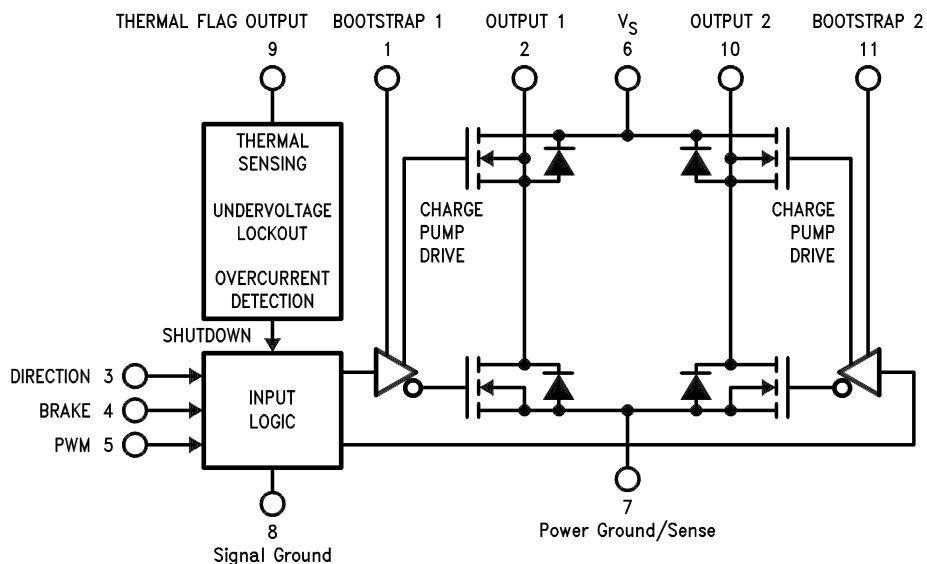 THERMAL FLAG OUTPUT
9
BOOTSTRAP 1
1
OUTPUT 1
2
VS
6
OUTPUT 2
10
BOOTSTRAP 2
11
THERMAL
SENSING
UNDERVOLTAGE
LOCKOUT
OVERCURRENT
DETECTION
CHARGE
PUMP
DRIVE
CHARGE
PUMP
DRIVE
SHUTDOWN
DIRECTION 3
BRAKE 4
PWM 5
INPUT
LOGIC
8
Signal Ground
7
Power Ground/Sense